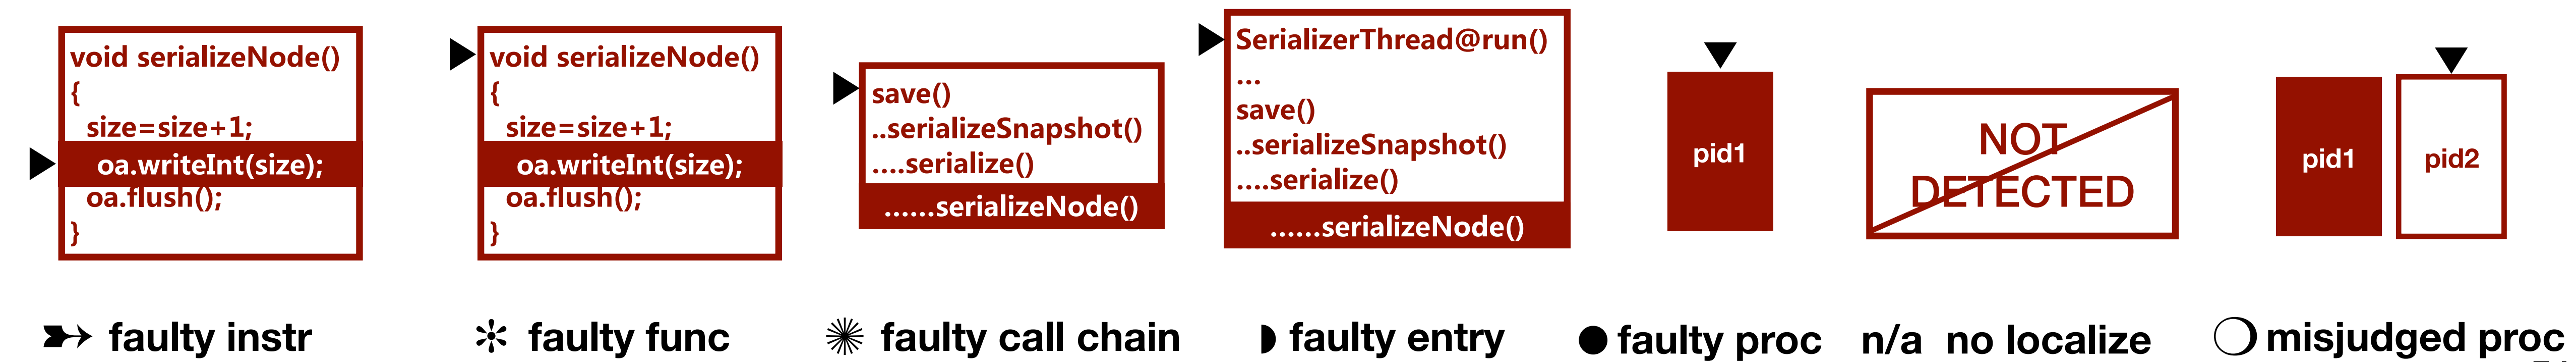 void serializeNode()
{
size=size+1;
oa.writeInt(size);
oa.flush();
}
void serializeNode()
{
size=size+1;
oa.writeInt(size);
oa.flush();
}
save()
..serializeSnapshot()
....serialize()
......serializeNode()
SerializerThread@run()
...
save()
..serializeSnapshot()
....serialize()
......serializeNode()
pid1
NOT
DETECTED
pid1
pid2
faulty instr
faulty func
faulty call chain
faulty entry
faulty proc
n/a no localize
misjudged proc